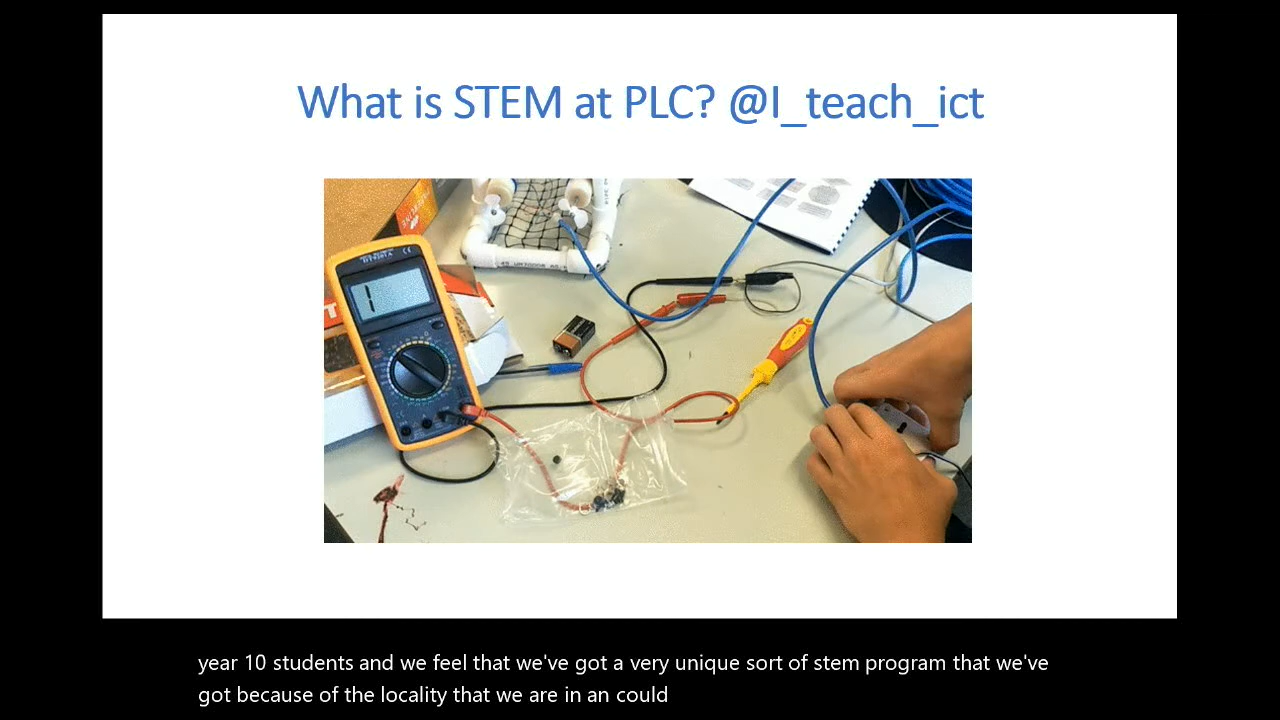 What is STEM at PLC? @I_teach_ict
year 10 students and we feel that we've got a very unique sort of stem program that we've
got because of the locality that we are in an could